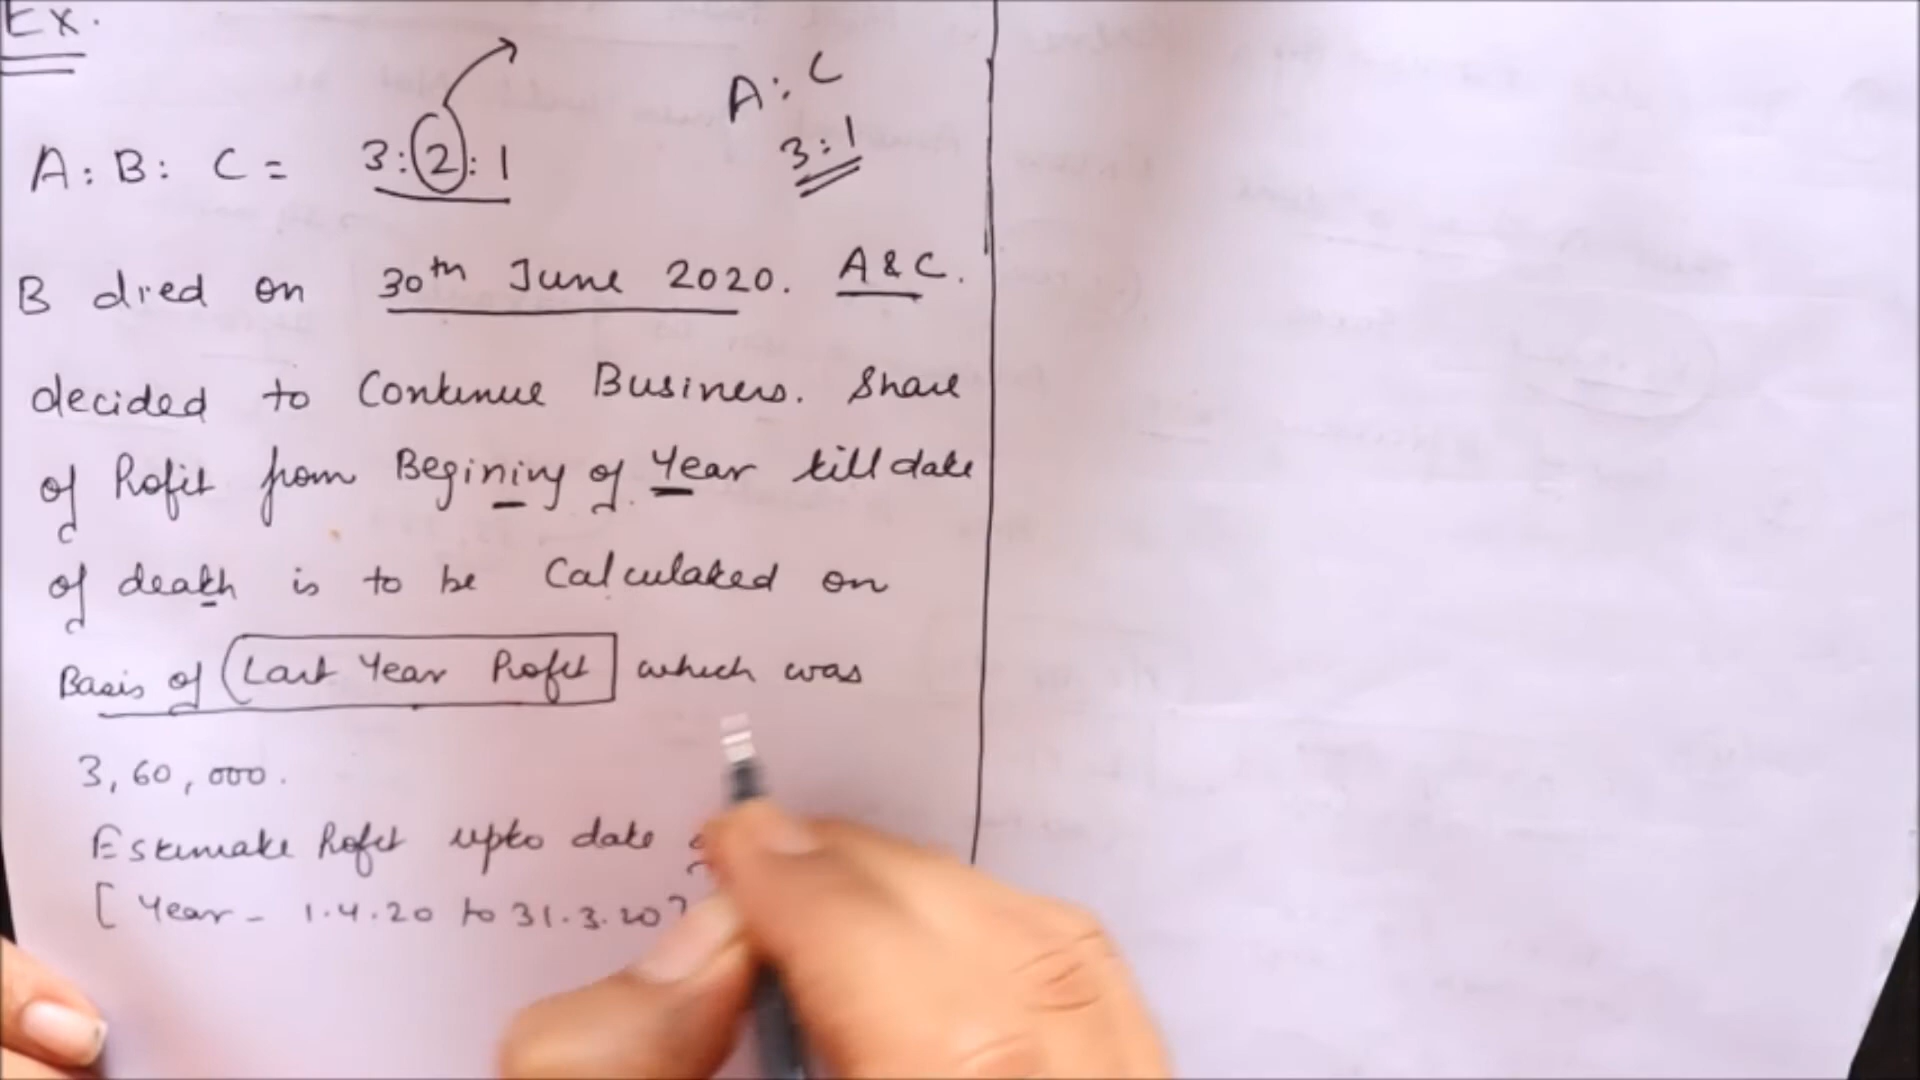 Ex.
A : C
3 : 1
A : B : C = 3 : 2 : 1
B died on 30th June 2020. A & C.
decided to Continue Business. Share
of Profit from Begining of Year till date
of death is to be Calculated on
Basis of Last Year Profit which was
3,60,000.
Estimate Profit upto date
[ Year - 1.4.20 to 31.3.20]